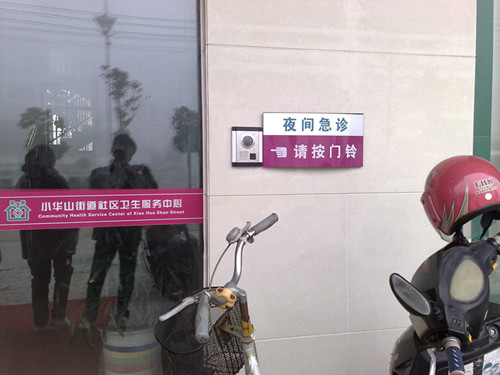 夜间急诊
请按门铃
小华山街道社区卫生服务中心
Community Health Service Center of Xiao Hua Shan Street